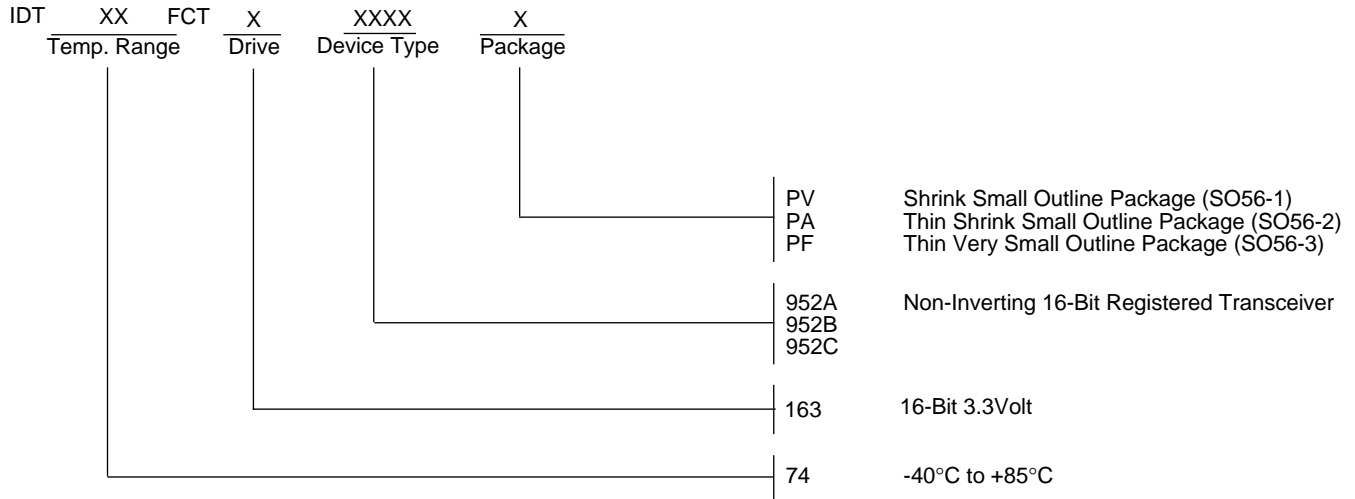 IDT XX FCT X XXXX X
Temp. Range Drive Device Type Package
PV Shrink Small Outline Package (SO56-1)
PA Thin Shrink Small Outline Package (SO56-2)
PF Thin Very Small Outline Package (SO56-3)
952A Non-Inverting 16-Bit Registered Transceiver
952B
952C
163 16-Bit 3.3Volt
74 -40°C to +85°C